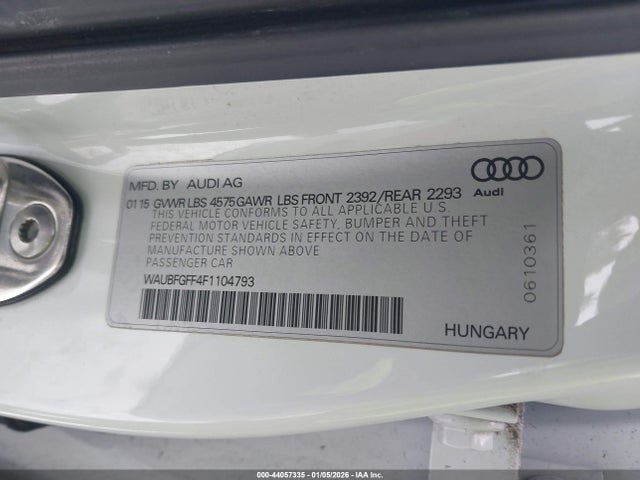 MFD. BY AUDI AG
Audi
01 15 GVWR LBS 4575 GAWR LBS FRONT 2392/REAR 2293
THIS VEHICLE CONFORMS TO ALL APPLICABLE U.S.
FEDERAL MOTOR VEHICLE SAFETY, BUMPER AND THEFT
PREVENTION STANDARDS IN EFFECT ON THE DATE OF
MANUFACTURE SHOWN ABOVE
PASSENGER CAR
WAUBFGFF4F1104793
0610361
HUNGARY
000-44057335 - 01/05/2026 - IAAI Inc.